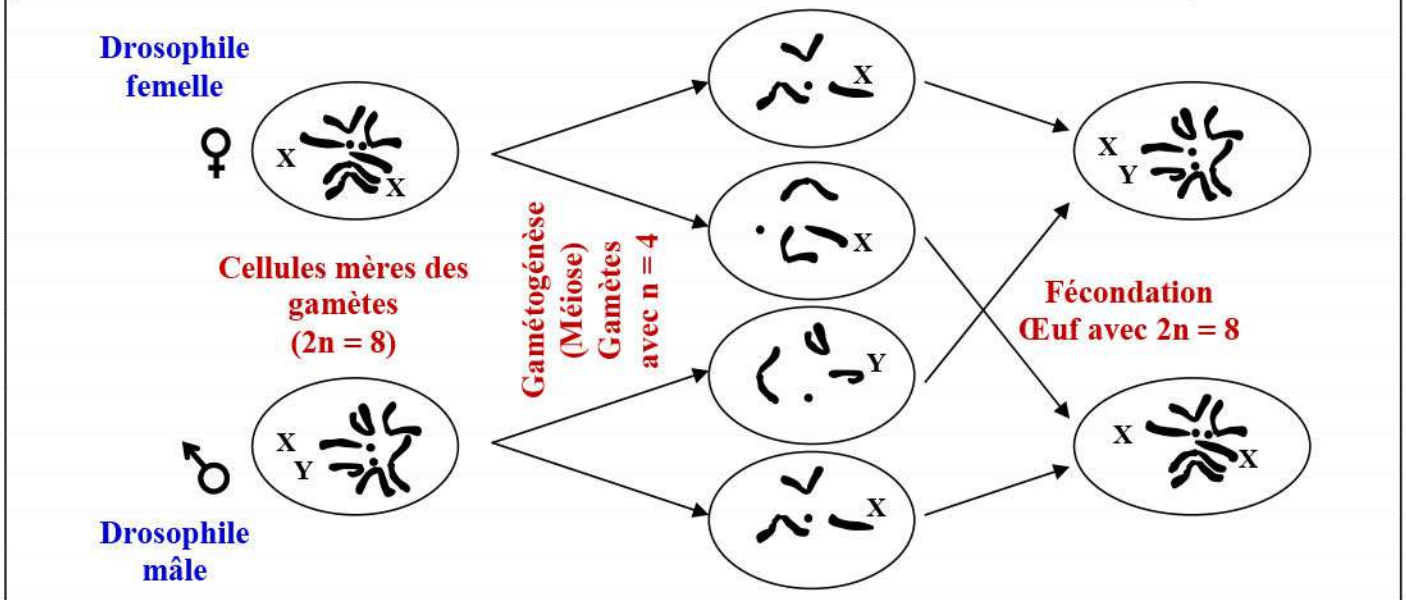 Drosophile
femelle
♀
X
X
Cellules mères des
gamètes
(2n = 8)
X
Y
♂
Drosophile
mâle
Gamétogénèse
(Méiose)
Gamètes
avec n = 4
X
X
Y
X
X
Y
Fécondation
Œuf avec 2n = 8
X
X